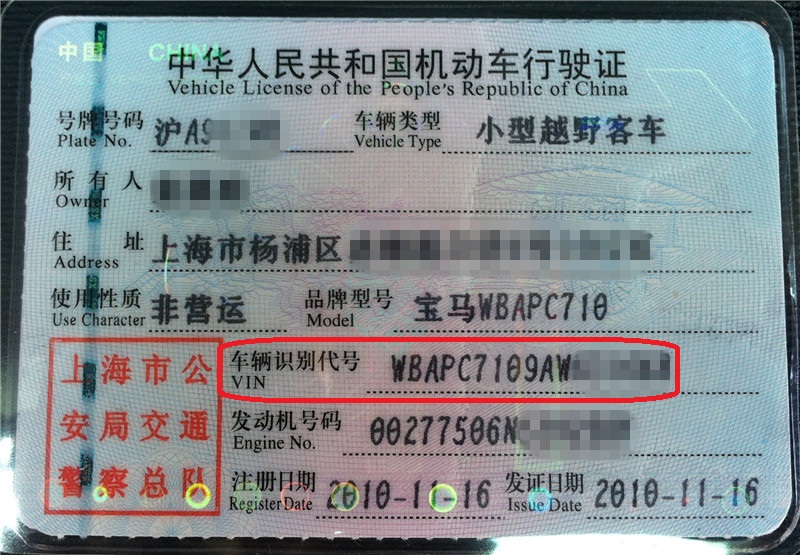 中国 CHINA
中华人民共和国机动车行驶证
Vehicle License of the People's Republic of China
号牌号码 沪A9 车辆类型 小型越野客车
Plate No. Vehicle Type
所有人
Owner
住址 上海市杨浦区
Address
使用性质 非营运 品牌型号 宝马WBAPC710
Use Character Model
车辆识别代号 WBAPC7109AW
VIN
发动机号码 00277506N
Engine No.
注册日期 2010-11-16 发证日期 2010-11-16
Register Date Issue Date
上海市公
安局交通
警察总队